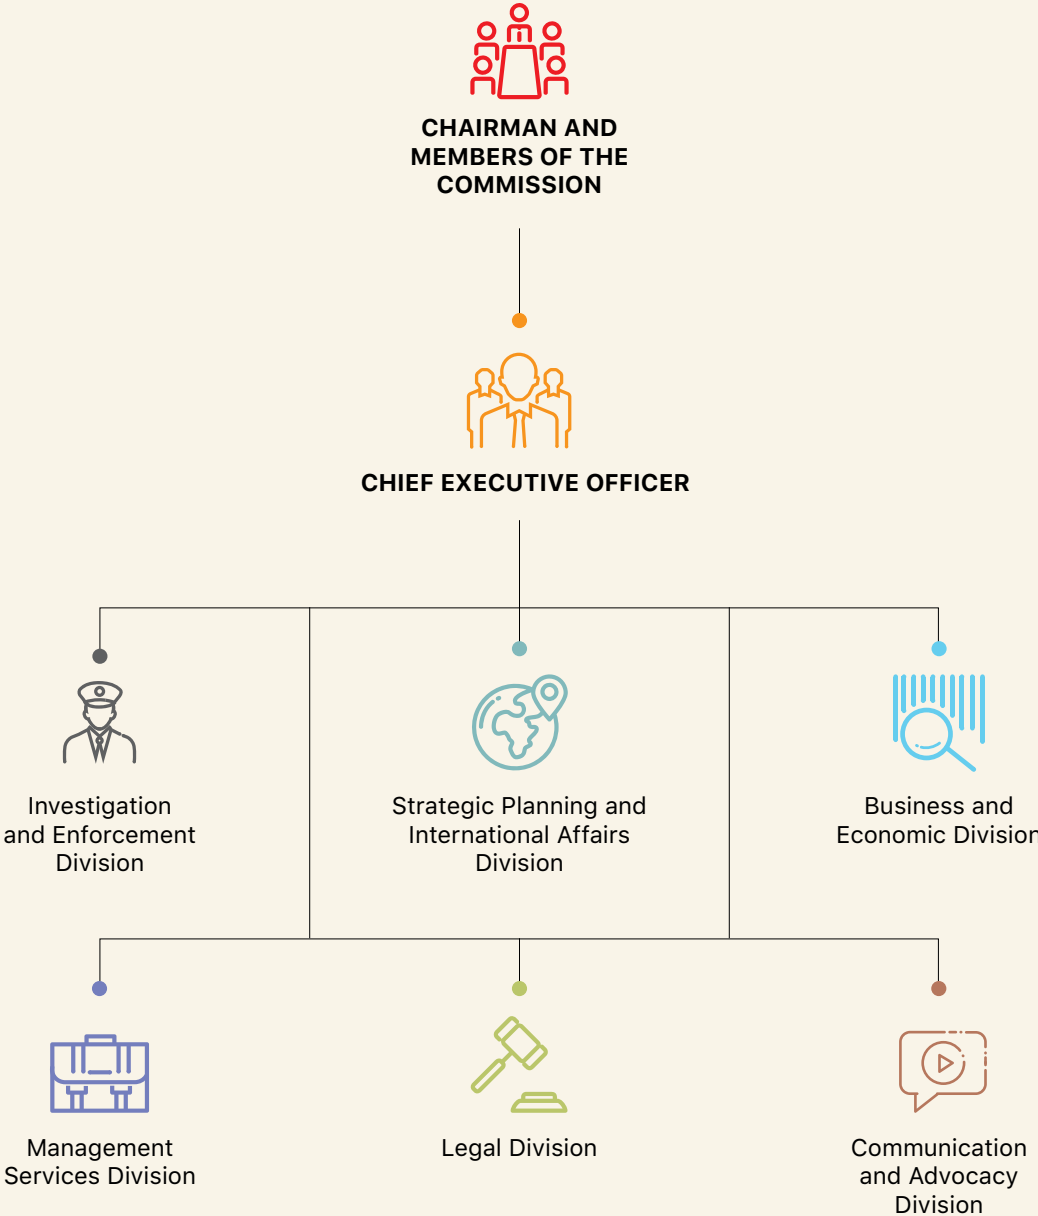 CHAIRMAN AND
MEMBERS OF THE
COMMISSION
CHIEF EXECUTIVE OFFICER
Investigation
and Enforcement
Division
Strategic Planning and
International Affairs
Division
Business and
Economic Division
Management
Services Division
Legal Division
Communication
and Advocacy
Division